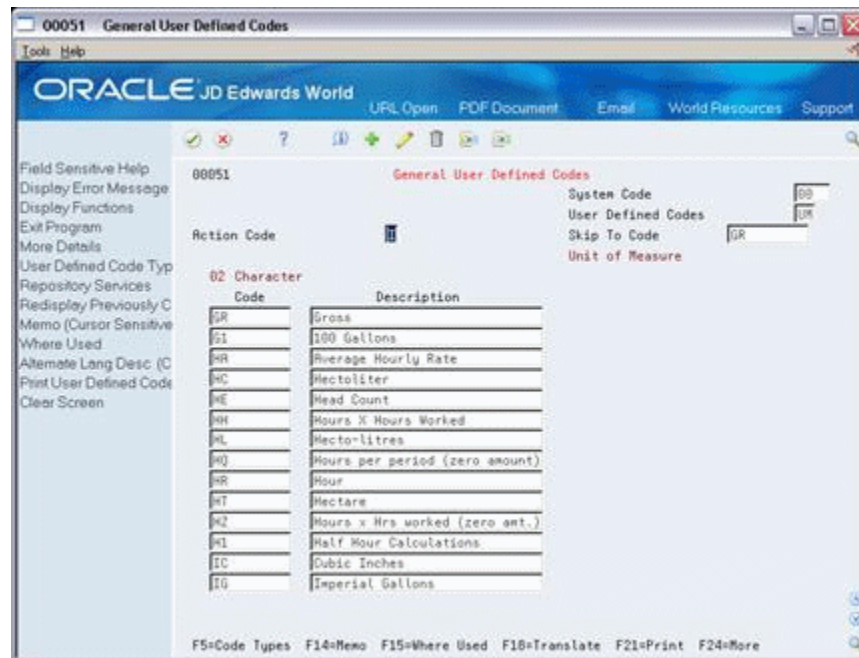 00051 General User Defined Codes
Tools Help
ORACLE JD Edwards World
URL Open PDF Document Email World Resources Support
Field Sensitive Help
Display Error Message
Display Functions
Exit Program
More Details
User Defined Code Typ
Repository Services
Redisplay Previously C
Memo (Cursor Sensitive
Where Used
Alternate Lang Desc (C
Print User Defined Code
Clear Screen
00051 General User Defined Codes
System Code 00
User Defined Codes UM
Action Code I Skip To Code GR
Unit of Measure
02 Character
Code Description
GR Gross
G1 100 Gallons
HA Average Hourly Rate
HC Hectoliter
HE Head Count
HH Hours X Hours Worked
HL Hecto-litres
HQ Hours per period (zero amount)
HR Hour
HT Hectare
HZ Hours x Hrs worked (zero amt.)
H1 Half Hour Calculations
IC Cubic Inches
IG Imperial Gallons
F5=Code Types F14=Memo F15=Where Used F18=Translate F21=Print F24=More